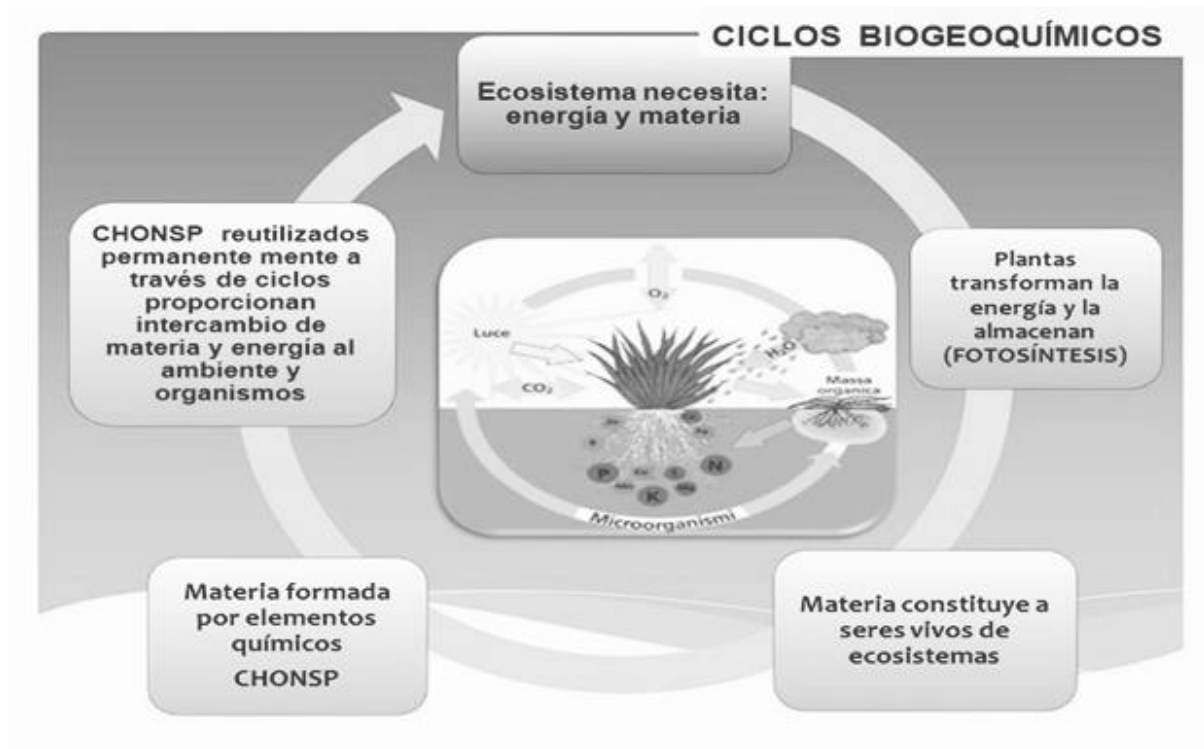 CICLOS BIOGEOQUÍMICOS
Ecosistema necesita:
energía y materia
Plantas
transforman la
energía y la
almacenan
(FOTOSÍNTESIS)
Materia constituye a
seres vivos de
ecosistemas
Materia formada
por elementos
químicos
CHONSP
CHONSP reutilizados
permanente mente a
través de ciclos
proporcionan
intercambio de
materia y energía al
ambiente y
organismos
O₂
Luce
H₂O
CO₂
Massa
organica
P
N
K
Microorganismi